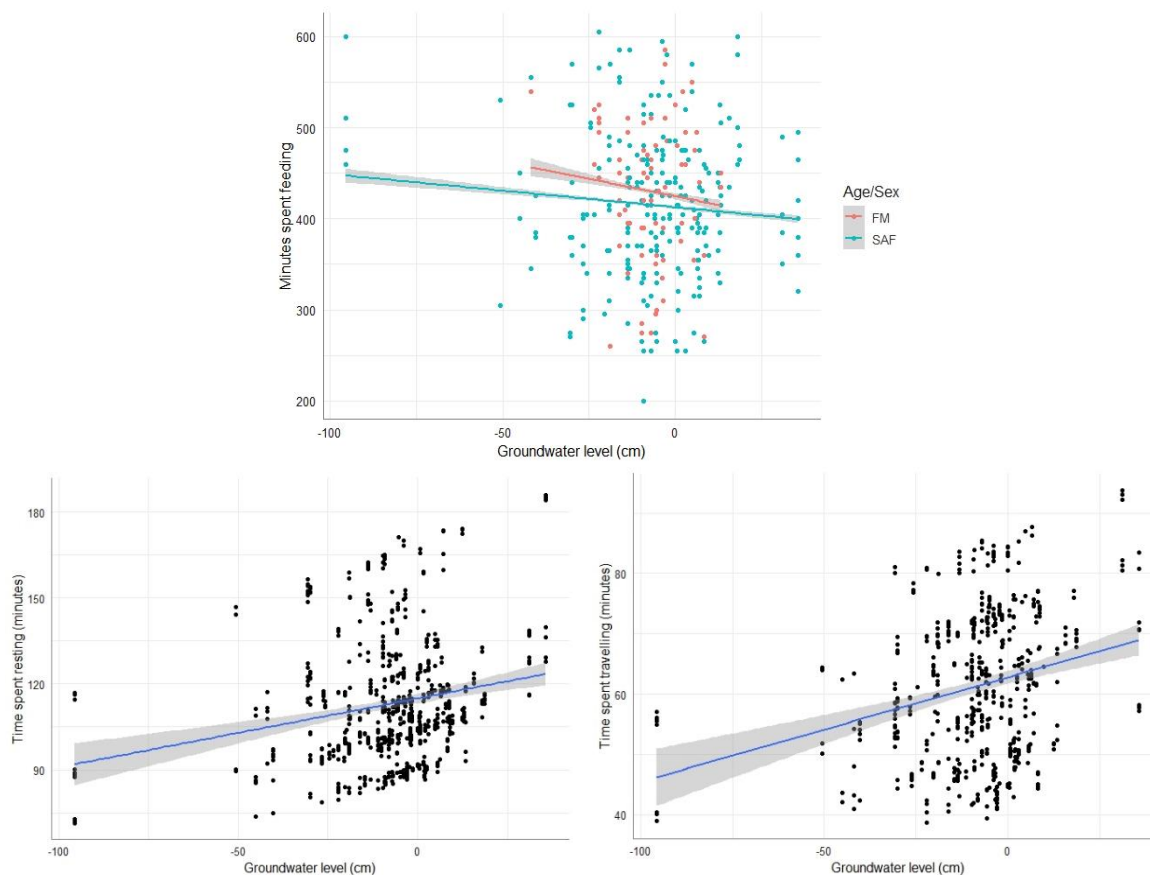 600
500
400
300
200
Minutes spent feeding
-100
-50
0
Groundwater level (cm)
Age/Sex
FM
SAF
180
150
120
90
Time spent resting (minutes)
-100
-50
0
Groundwater level (cm)
80
60
40
Time spent travelling (minutes)
-100
-50
0
Groundwater level (cm)